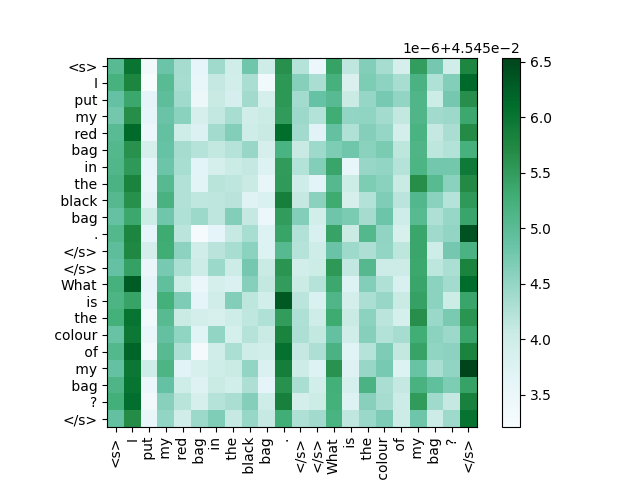 1e-6+4.545e-2
<s>
I
put
my
red
bag
in
the
black
bag
.
</s>
</s>
What
is
the
colour
of
my
bag
?
</s>
6.5
6.0
5.5
5.0
4.5
4.0
3.5
<s> I put my red bag in the black bag . </s> </s> What is the colour of my bag ? </s>